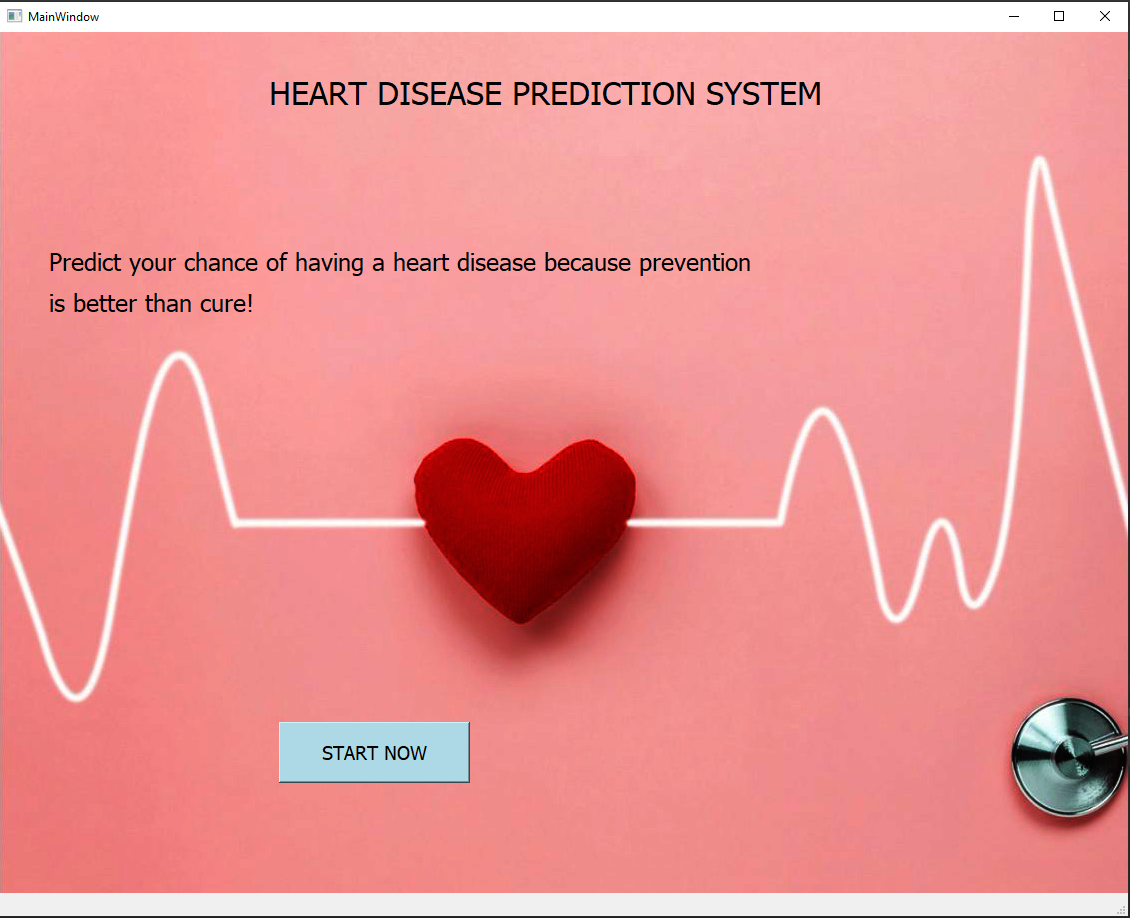 MainWindow
HEART DISEASE PREDICTION SYSTEM
Predict your chance of having a heart disease because prevention
is better than cure!
START NOW